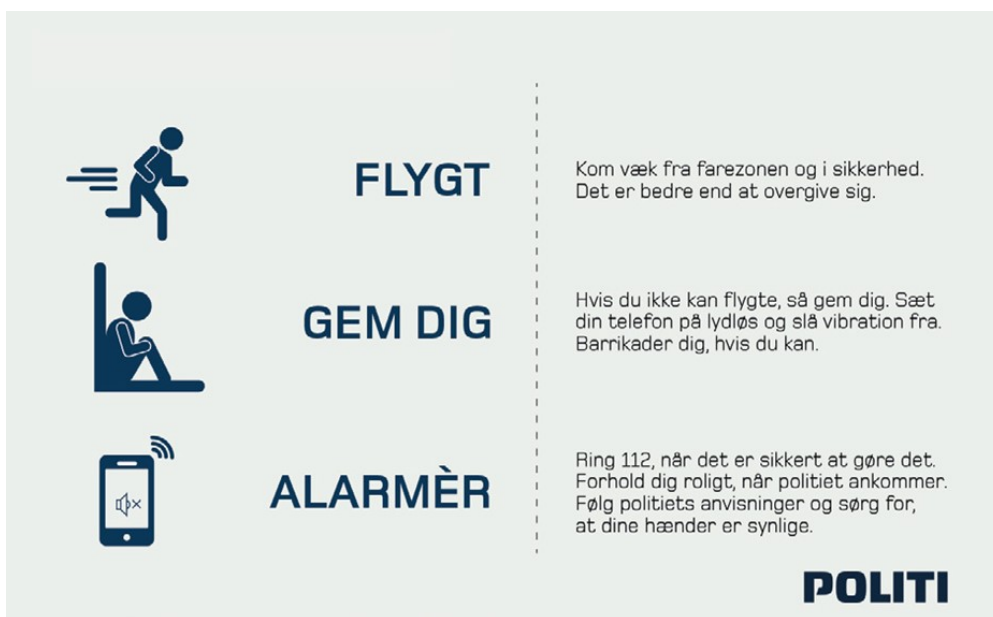 FLYGT
Kom væk fra farezonen og i sikkerhed.
Det er bedre end at overgive sig.
GEM DIG
Hvis du ikke kan flygte, så gem dig. Sæt
din telefon på lydløs og slå vibration fra.
Barrikader dig, hvis du kan.
ALARMÈR
Ring 112, når det er sikkert at gøre det.
Forhold dig roligt, når politiet ankommer.
Følg politiets anvisninger og sørg for,
at dine hænder er synlige.
POLITI